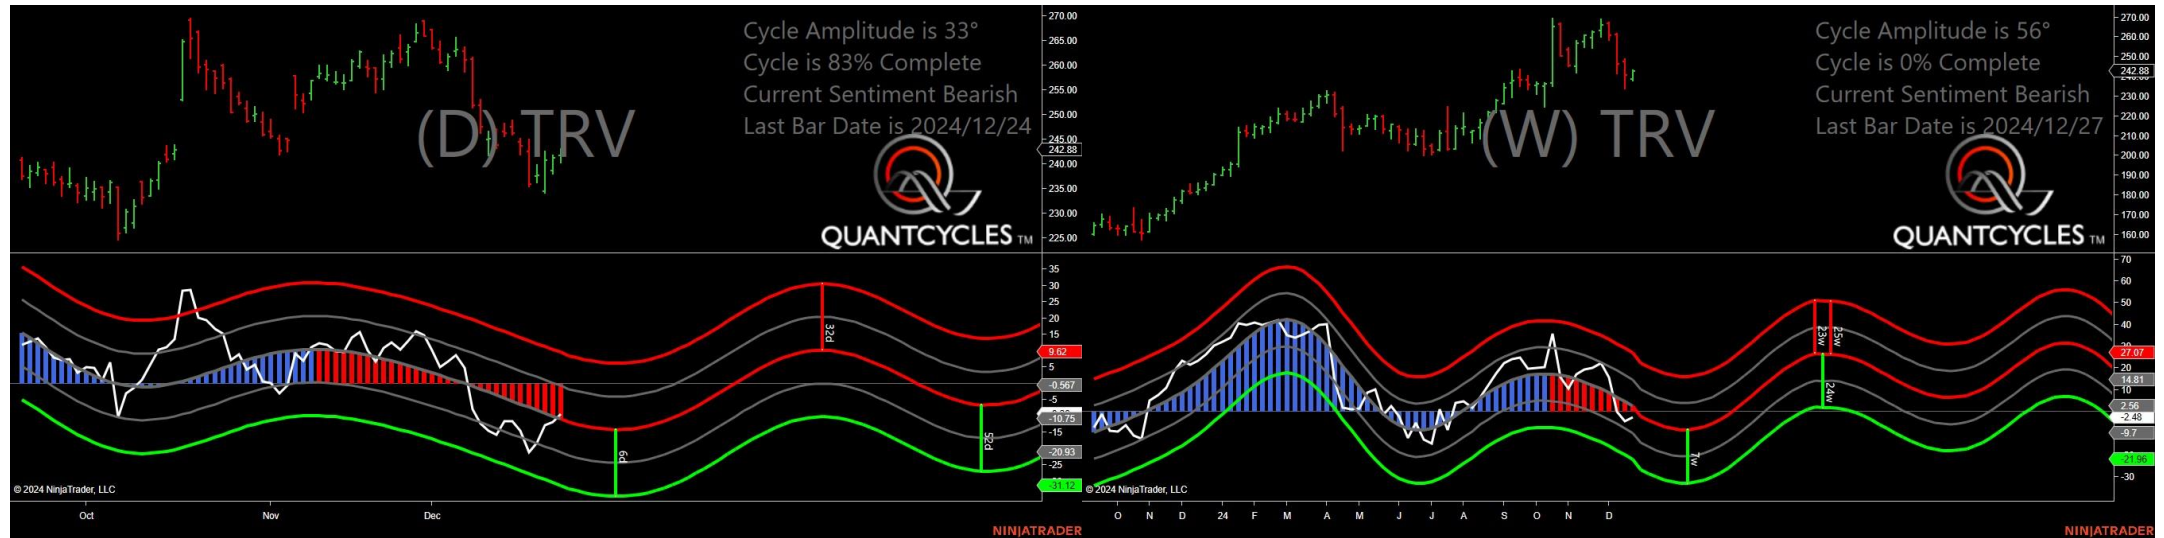 Cycle Amplitude is 33°
Cycle is 83% Complete
Current Sentiment Bearish
Last Bar Date is 2024/12/24
(D) TRV
QUANTCYCLES TM
270.00
265.00
260.00
255.00
250.00
245.00
242.88
240.00
235.00
230.00
225.00
35
30
25
20
15
9.62
5
-0.567
-5
-10.75
-15
-20.93
-25
-31.12
32d
6d
52d
© 2024 NinjaTrader, LLC
Oct
Nov
Dec
NINJATRADER
Cycle Amplitude is 56°
Cycle is 0% Complete
Current Sentiment Bearish
Last Bar Date is 2024/12/27
(W) TRV
QUANTCYCLES TM
270.00
260.00
250.00
242.88
230.00
220.00
210.00
200.00
190.00
180.00
170.00
160.00
70
60
50
40
27.07
20
14.81
10
2.56
-2.48
-9.7
-21.96
-30
23w
25w
24w
7w
© 2024 NinjaTrader, LLC
O N D 24 F M A M J J A S O N D
NINJATRADER